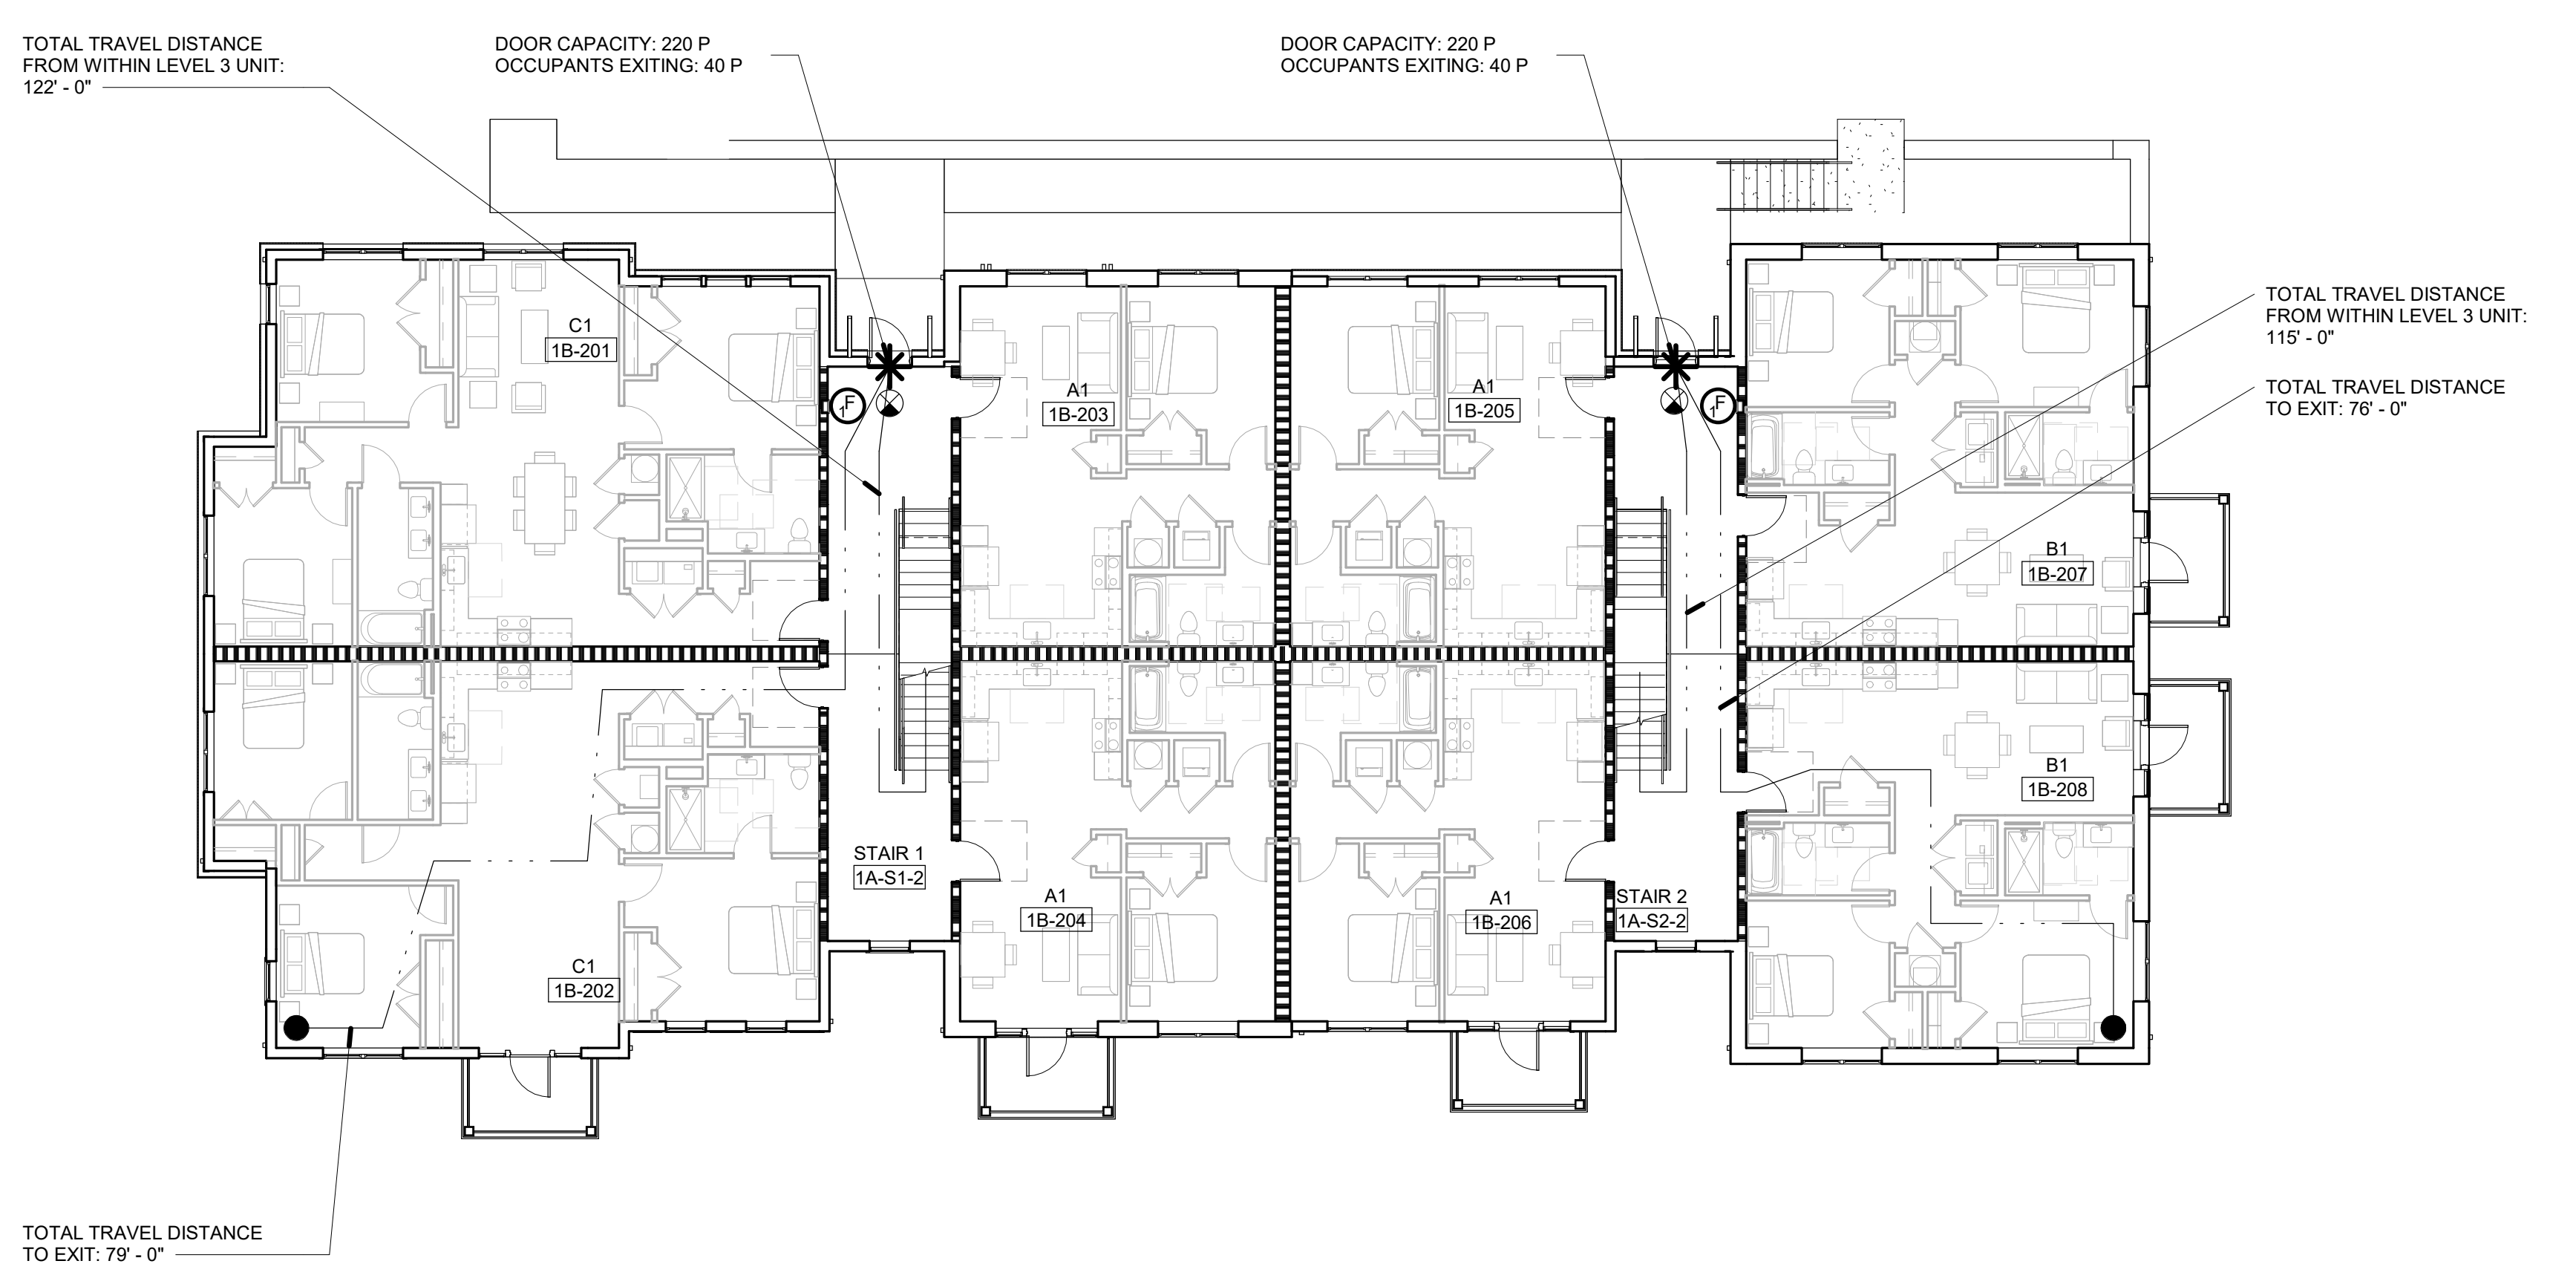 TOTAL TRAVEL DISTANCE
FROM WITHIN LEVEL 3 UNIT:
122' - 0"
DOOR CAPACITY: 220 P
OCCUPANTS EXITING: 40 P
DOOR CAPACITY: 220 P
OCCUPANTS EXITING: 40 P
TOTAL TRAVEL DISTANCE
FROM WITHIN LEVEL 3 UNIT:
115' - 0"
TOTAL TRAVEL DISTANCE
TO EXIT: 76' - 0"
C1
1B-201
F
1
A1
1B-203
A1
1B-205
F
1
B1
1B-207
B1
1B-208
STAIR 1
1A-S1-2
A1
1B-204
A1
1B-206
STAIR 2
1A-S2-2
C1
1B-202
TOTAL TRAVEL DISTANCE
TO EXIT: 79' - 0"